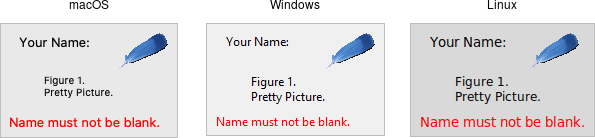 macOS
Your Name:
Figure 1.
Pretty Picture.
Name must not be blank.
Windows
Your Name:
Figure 1.
Pretty Picture.
Name must not be blank.
Linux
Your Name:
Figure 1.
Pretty Picture.
Name must not be blank.